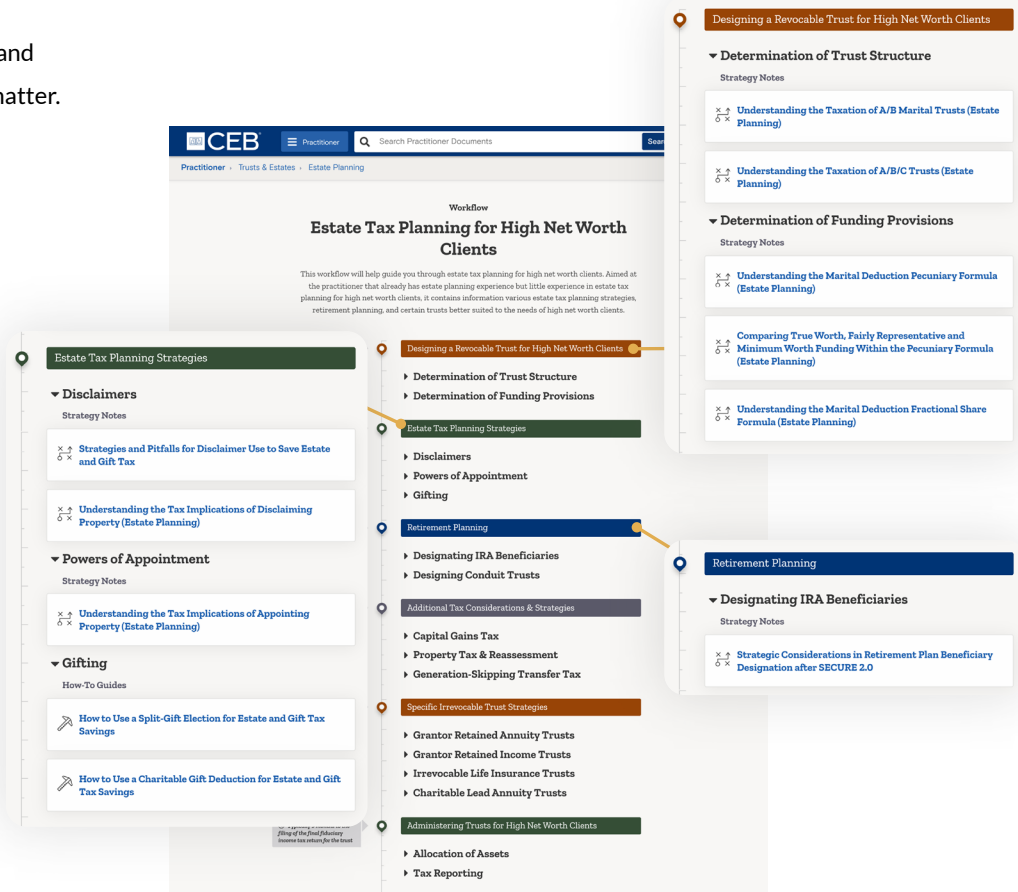 and
matter.
CEB
Practitioner
Search Practitioner Documents
Practitioner › Trusts & Estates › Estate Planning
Workflow
Estate Tax Planning for High Net Worth
Clients
This workflow will help guide you through estate tax planning for high net worth clients. Aimed at
the practitioner that already has estate planning experience but little experience in estate tax
planning for high net worth clients, it contains information various estate tax planning strategies,
retirement planning, and certain trusts better suited to the needs of high net worth clients.
Designing a Revocable Trust for High Net Worth Clients
Determination of Trust Structure
Determination of Funding Provisions
Estate Tax Planning Strategies
Disclaimers
Powers of Appointment
Gifting
Retirement Planning
Designating IRA Beneficiaries
Designing Conduit Trusts
Additional Tax Considerations & Strategies
Capital Gains Tax
Property Tax & Reassessment
Generation-Skipping Transfer Tax
Specific Irrevocable Trust Strategies
Grantor Retained Annuity Trusts
Grantor Retained Income Trusts
Irrevocable Life Insurance Trusts
Charitable Lead Annuity Trusts
filing of the final fiduciary
income tax return for the trust
Administering Trusts for High Net Worth Clients
Allocation of Assets
Tax Reporting
Estate Tax Planning Strategies
Disclaimers
Strategy Notes
Strategies and Pitfalls for Disclaimer Use to Save Estate
and Gift Tax
Understanding the Tax Implications of Disclaiming
Property (Estate Planning)
Powers of Appointment
Strategy Notes
Understanding the Tax Implications of Appointing
Property (Estate Planning)
Gifting
How-To Guides
How to Use a Split-Gift Election for Estate and Gift Tax
Savings
How to Use a Charitable Gift Deduction for Estate and Gift
Tax Savings
Designing a Revocable Trust for High Net Worth Clients
Determination of Trust Structure
Strategy Notes
Understanding the Taxation of A/B Marital Trusts (Estate
Planning)
Understanding the Taxation of A/B/C Trusts (Estate
Planning)
Determination of Funding Provisions
Strategy Notes
Understanding the Marital Deduction Pecuniary Formula
(Estate Planning)
Comparing True Worth, Fairly Representative and
Minimum Worth Funding Within the Pecuniary Formula
(Estate Planning)
Understanding the Marital Deduction Fractional Share
Formula (Estate Planning)
Retirement Planning
Designating IRA Beneficiaries
Strategy Notes
Strategic Considerations in Retirement Plan Beneficiary
Designation after SECURE 2.0